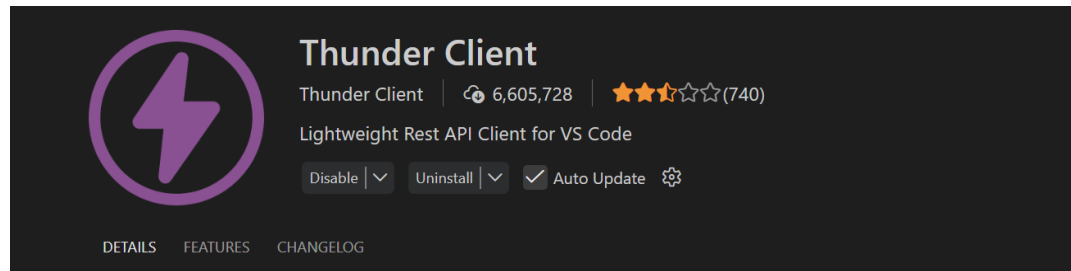 Thunder Client
Thunder Client 6,605,728 (740)
Lightweight Rest API Client for VS Code
Disable Uninstall Auto Update
DETAILS FEATURES CHANGELOG